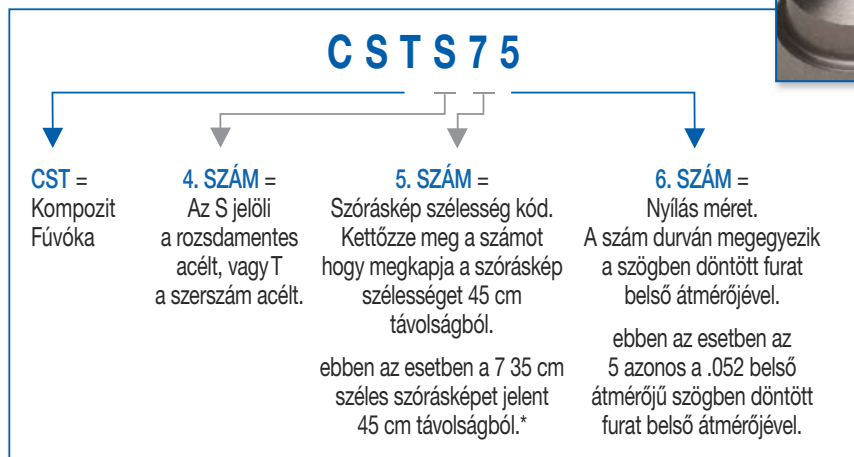 CSTS75
CST =
Kompozit
Fúvóka
4. SZÁM =
Az S jelöli
a rozsdamentes
acélt, vagy T
a szerszám acélt.
5. SZÁM =
Szóráskép szélesség kód.
Kettőzze meg a számot
hogy megkapja a szóráskép
szélességet 45 cm
távolságból.
ebben az esetben a 7 35 cm
széles szórásképet jelent
45 cm távolságból.*
6. SZÁM =
Nyílás méret.
A szám durván megegyezik
a szögben döntött furat
belső átmérőjével.
ebben az esetben az
5 azonos a .052 belső
átmérőjű szögben döntött
furat belső átmérőjével.